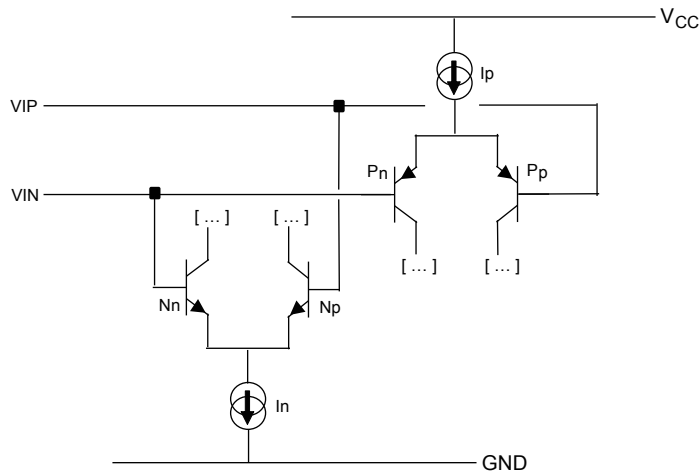 VCC
Ip
VIP
Pn
Pp
VIN
[ ... ]
[ ... ]
[ ... ]
[ ... ]
Nn
Np
In
GND